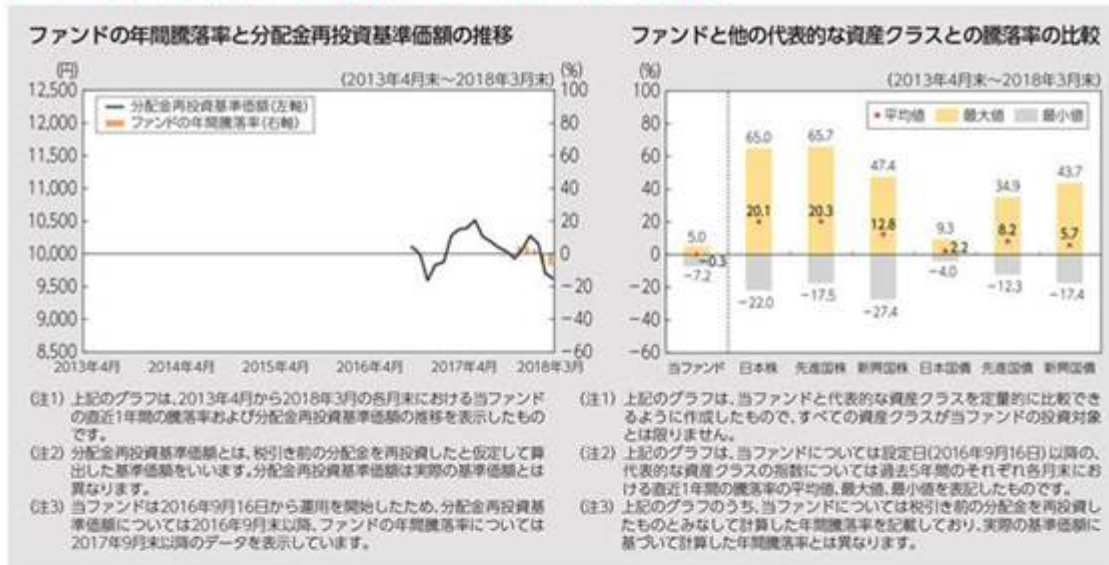 ファンドの年間騰落率と分配金再投資基準価額の推移
(円)
(2013年4月末～2018年3月末)
(%)
分配金再投資基準価額(左軸)
ファンドの年間騰落率(右軸)
12,500
12,000
11,500
11,000
10,500
10,000
9,500
9,000
8,500
100
80
60
40
20
0
−20
−40
−60
2013年4月 2014年4月 2015年4月 2016年4月 2017年4月 2018年3月
(注1) 上記のグラフは、2013年4月から2018年3月の各月末における当ファンド
の直近1年間の騰落率および分配金再投資基準価額の推移を表示したもの
です。
(注2) 分配金再投資基準価額とは、税引き前の分配金を再投資したと仮定して算
出した基準価額をいいます。分配金再投資基準価額は実際の基準価額とは
異なります。
(注3) 当ファンドは2016年9月16日から運用を開始したため、分配金再投資基
準価額については2016年9月末以降、ファンドの年間騰落率については
2017年9月末以降のデータを表示しています。
ファンドと他の代表的な資産クラスとの騰落率の比較
(%)
(2013年4月末～2018年3月末)
平均値 最大値 最小値
100
80
60
40
20
0
−20
−40
−60
5.0 65.0 65.7 47.4 9.3 34.9 43.7
−0.3 20.1 20.3 12.8 2.2 8.2 5.7
−7.2 −22.0 −17.5 −27.4 −4.0 −12.3 −17.4
当ファンド 日本株 先進国株 新興国株 日本国債 先進国債 新興国債
(注1) 上記のグラフは、当ファンドと代表的な資産クラスを定量的に比較でき
るように作成したもので、すべての資産クラスが当ファンドの投資対象
とは限りません。
(注2) 上記のグラフは、当ファンドについては設定日(2016年9月16日)以降の、
代表的な資産クラスの指数については過去5年間のそれぞれ各月末にお
ける直近1年間の騰落率の平均値、最大値、最小値を表記したものです。
(注3) 上記のグラフのうち、当ファンドについては税引き前の分配金を再投資し
たものとみなして計算した年間騰落率を記載しており、実際の基準価額に
基づいて計算した年間騰落率とは異なります。